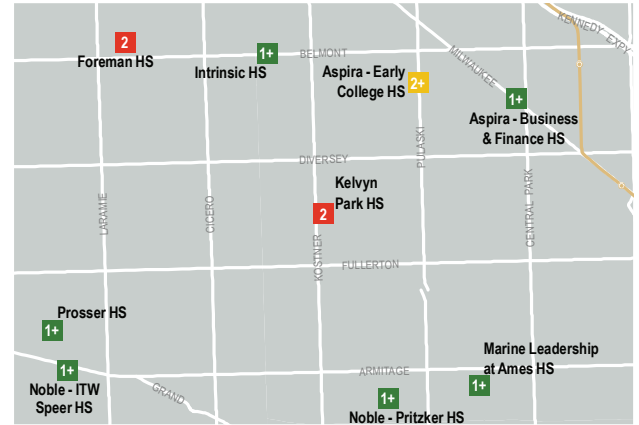 KENNEDY EXPY
2
Foreman HS
1+
Intrinsic HS
BELMONT
MILWAUKEE
Aspira - Early
College HS
2+
1+
Aspira - Business
& Finance HS
PULASKI
DIVERSEY
Kelvyn
Park HS
2
LARAMIE
CICERO
KOSTNER
CENTRAL PARK
FULLERTON
Prosser HS
1+
1+
Noble - ITW
Speer HS
GRAND
ARMITAGE
Marine Leadership
at Ames HS
1+
1+
Noble - Pritzker HS